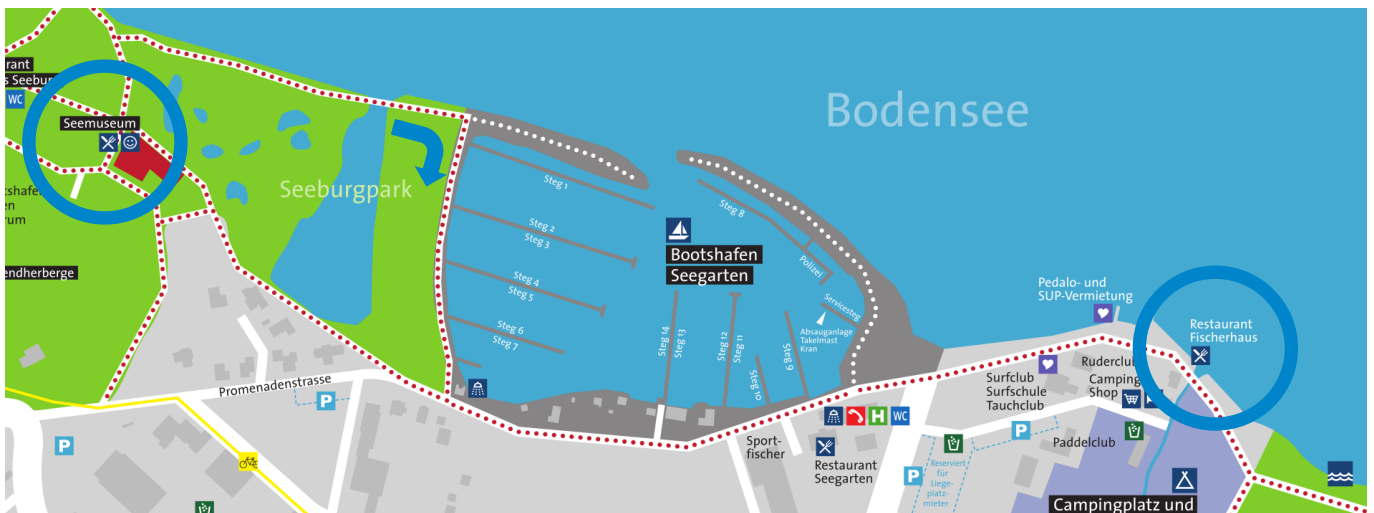 rant
s Seebur
WC
Seemuseum
Seeburgpark
Bodensee
tshafe
en
rum
endherberge
Promenadenstrasse
P
P
Steg 1
Steg 2
Steg 3
Steg 4
Steg 5
Steg 6
Steg 7
Steg 8
Polizei
Bootshafen
Seegarten
Servicesteg
Absauganlage
Takelmast
Kran
Steg 14
Steg 13
Steg 12
Steg 11
Steg 10
Steg 9
Pedalo- und
SUP-Vermietung
Restaurant
Fischerhaus
Ruderclub
Camping
Shop
Surfclub
Surfschule
Tauchclub
Paddelclub
H
WC
Sport-
fischer
Restaurant
Seegarten
P
P
Reserviert
für
Liege-
platz-
mieter
Campingplatz und